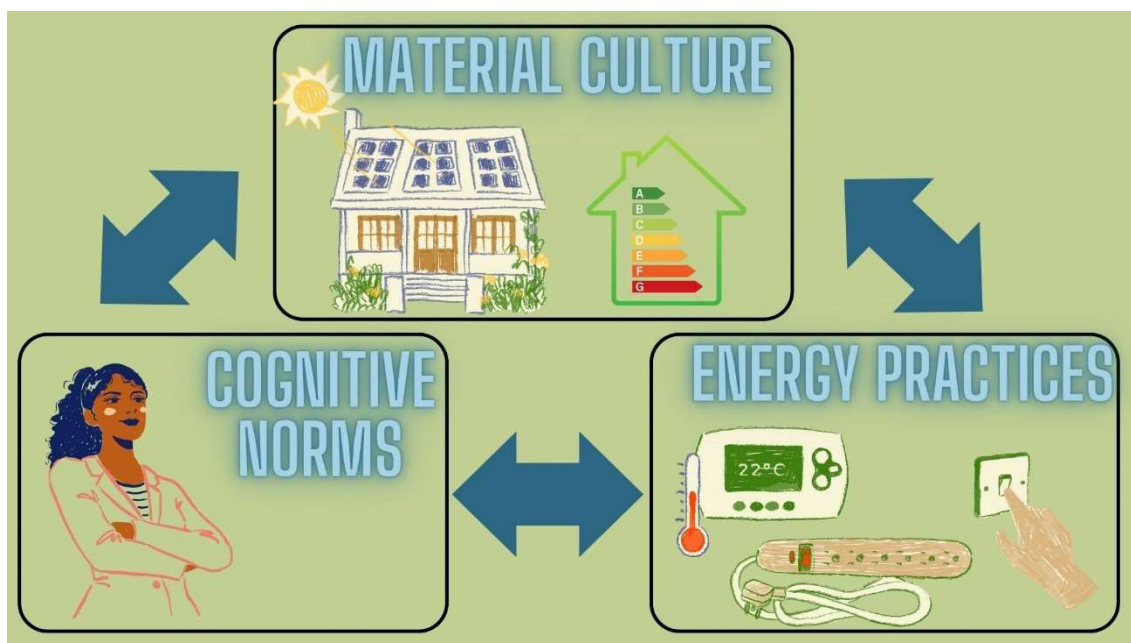 MATERIAL CULTURE
A
B
C
D
E
F
G
COGNITIVE
NORMS
ENERGY PRACTICES
22°C